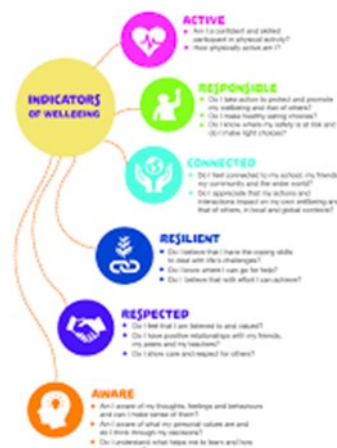 ACTIVE
• Am I a confident and skilled
participant in physical activity?
• How physically active am I?
INDICATORS
OF WELLBEING
RESPONSIBLE
• Do I take action to protect and promote
my wellbeing and that of others?
• Do I make healthy eating choices?
• Do I know where my safety is at risk and
do I make right choices?
CONNECTED
• Do I feel connected to my school, my friends,
my community and the wider world?
• Do I appreciate that my actions and
interactions impact on my own wellbeing and
that of others, in local and global contexts?
RESILIENT
• Do I believe that I have the coping skills
to deal with life's challenges?
• Do I know where I can go for help?
• Do I believe that with effort I can achieve?
RESPECTED
• Do I feel that I am listened to and valued?
• Do I have positive relationships with my friends,
my peers and my teachers?
• Do I show care and respect for others?
AWARE
• Am I aware of my thoughts, feelings and behaviours
and can I make sense of them?
• Am I aware of what my personal values are and
do I think through my decisions?
• Do I understand what helps me to learn and how